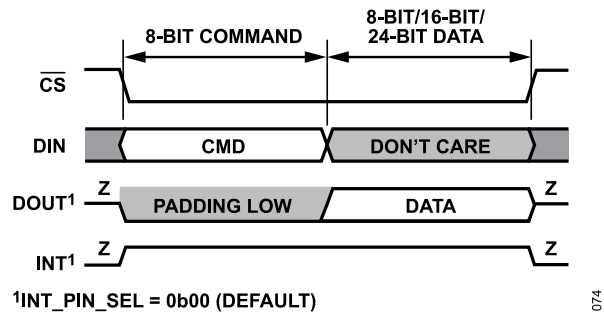 8-BIT COMMAND
8-BIT/16-BIT/
24-BIT DATA
CS
DIN
CMD
DON'T CARE
DOUT1
Z
PADDING LOW
DATA
Z
INT1
Z
Z
1INT_PIN_SEL = 0b00 (DEFAULT)
074